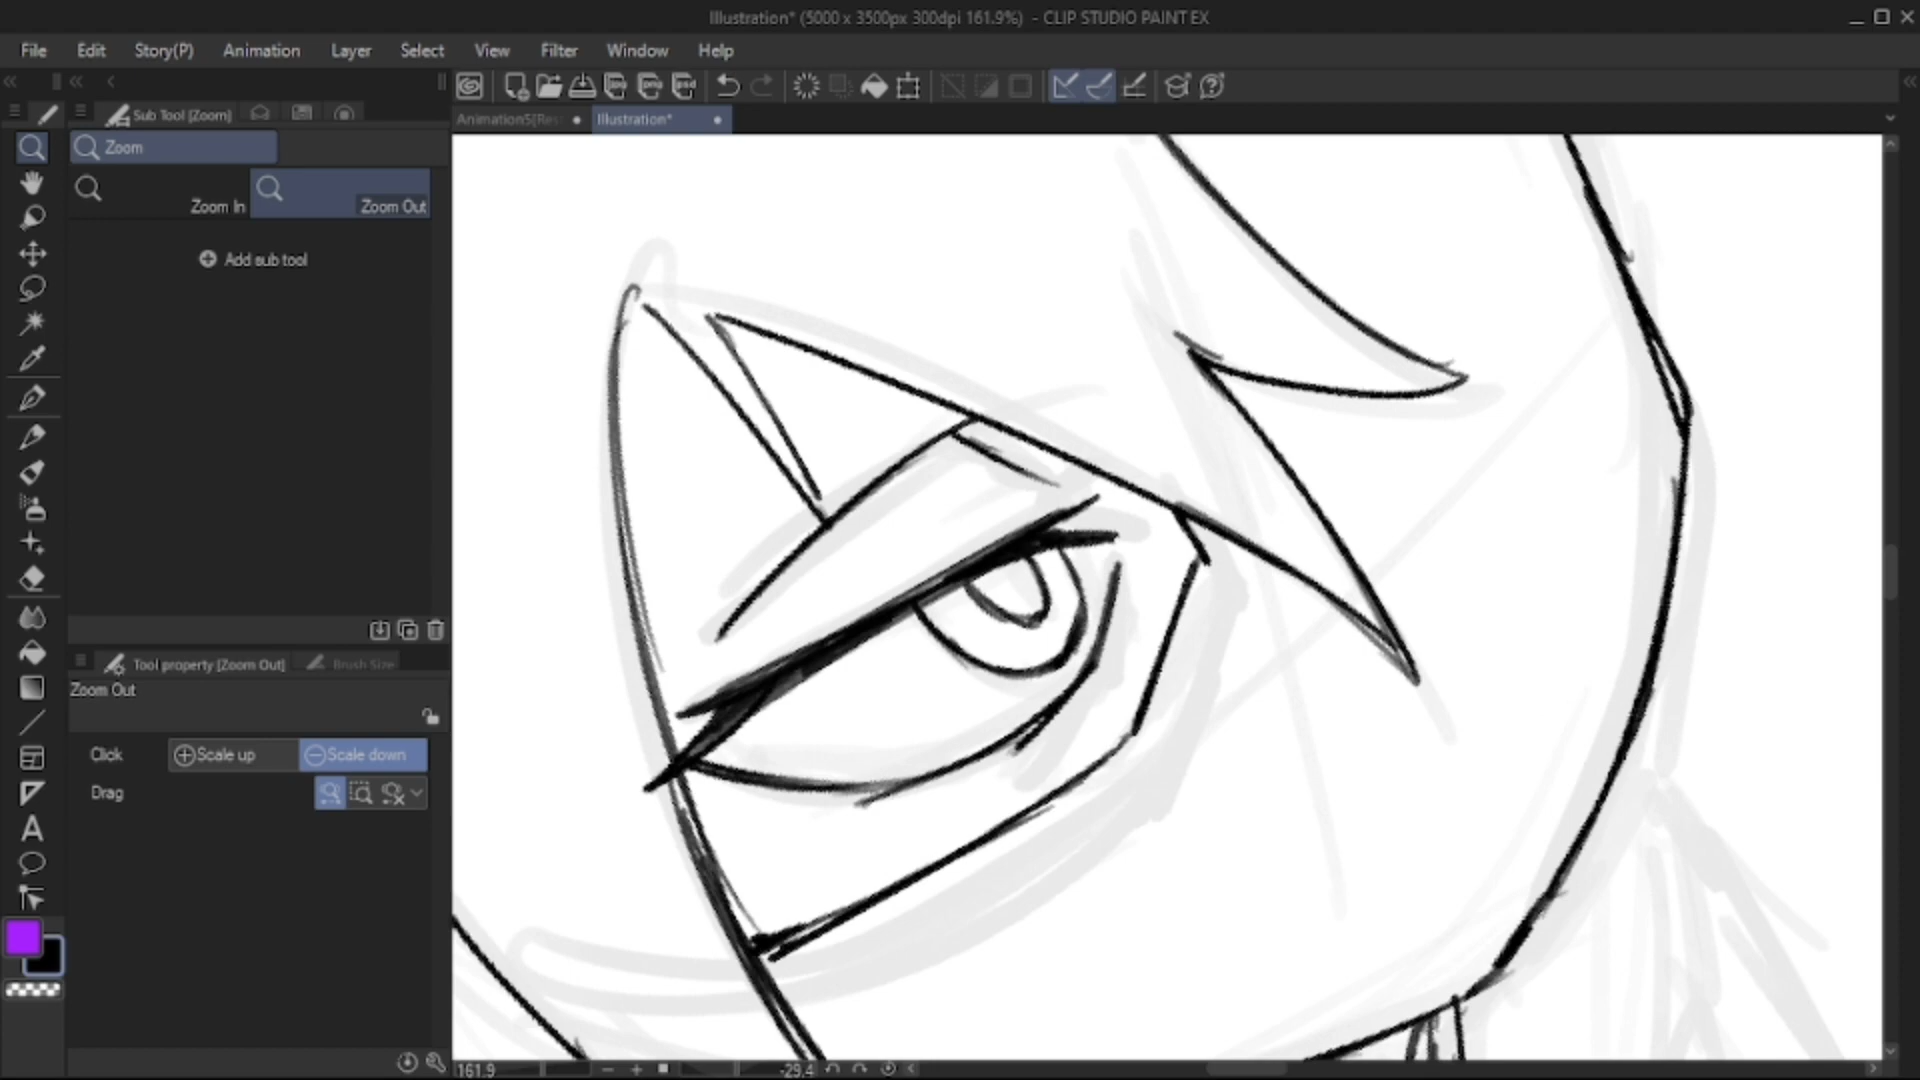 Illustration* (5000 x 3500px 300dpi 161.9%) - CLIP STUDIO PAINT EX
File Edit Story(P) Animation Layer Select View Filter Window Help
Sub Tool [Zoom]
Animation5[Res
Illustration*
Zoom
Zoom In
Zoom Out
Add sub tool
Tool property [Zoom Out] Brush Size
Zoom Out
Click Scale up Scale down
Drag
161.9 -29.4